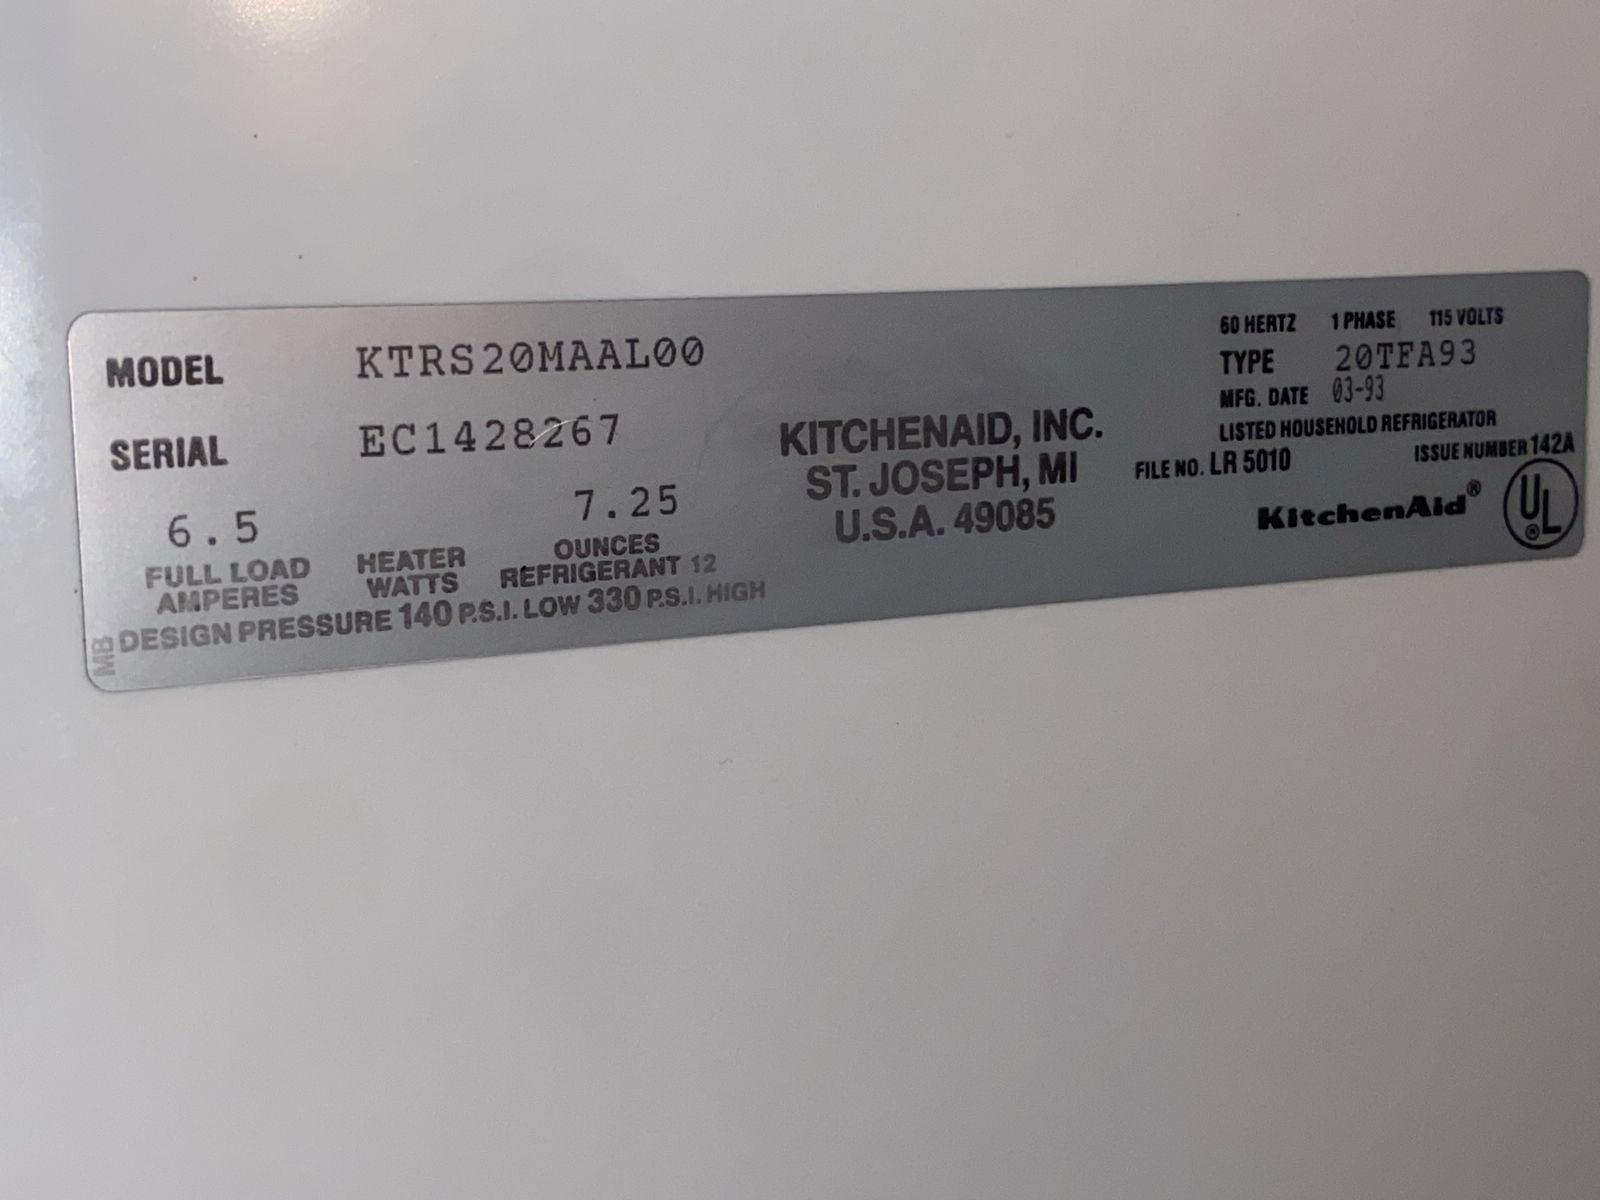 MODEL KTRS20MAAL00
SERIAL EC1428267
6.5 7.25
FULL LOAD AMPERES HEATER WATTS OUNCES REFRIGERANT 12
DESIGN PRESSURE 140 P.S.I. LOW 330 P.S.I. HIGH
MB
KITCHENAID, INC.
ST. JOSEPH, MI
U.S.A. 49085
60 HERTZ 1 PHASE 115 VOLTS
TYPE 20TFA93
MFG. DATE 03-93
LISTED HOUSEHOLD REFRIGERATOR
FILE NO. LR 5010 ISSUE NUMBER 142A
KitchenAid® UL®